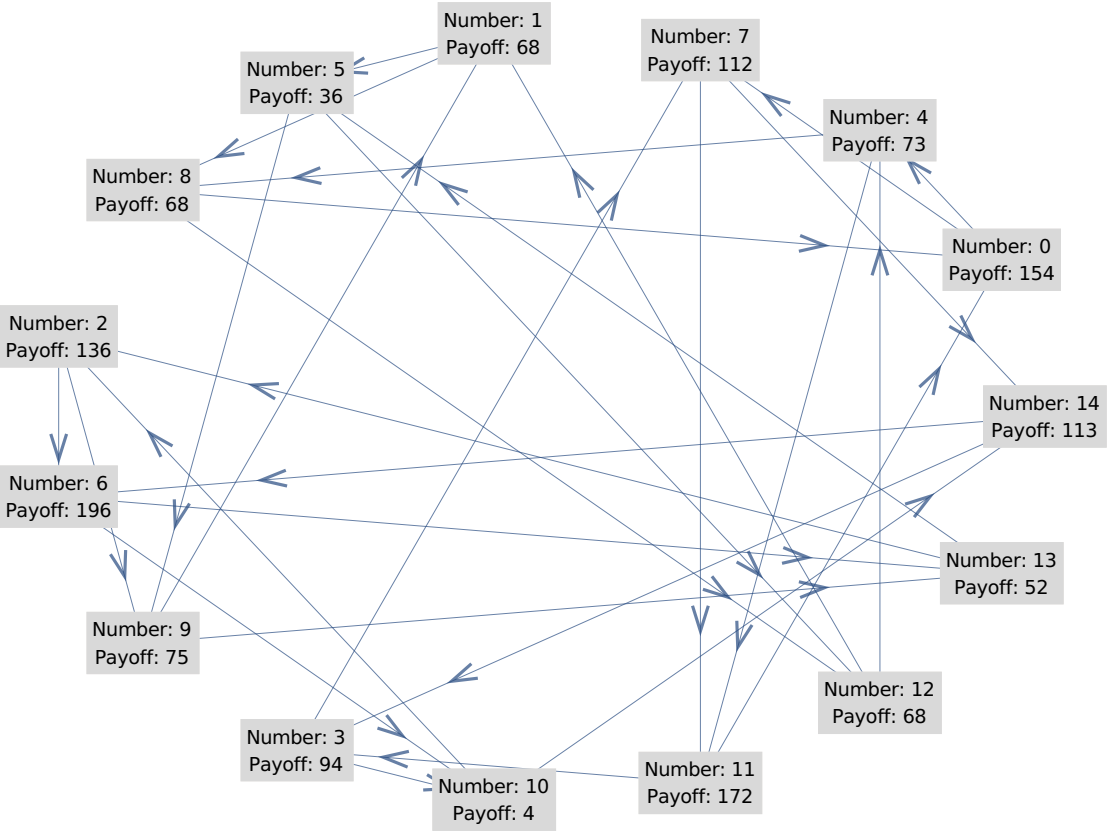 Number: 1
Payoff: 68
Number: 7
Payoff: 112
Number: 5
Payoff: 36
Number: 4
Payoff: 73
Number: 8
Payoff: 68
Number: 0
Payoff: 154
Number: 2
Payoff: 136
Number: 14
Payoff: 113
Number: 6
Payoff: 196
Number: 13
Payoff: 52
Number: 9
Payoff: 75
Number: 12
Payoff: 68
Number: 3
Payoff: 94
Number: 11
Payoff: 172
Number: 10
Payoff: 4